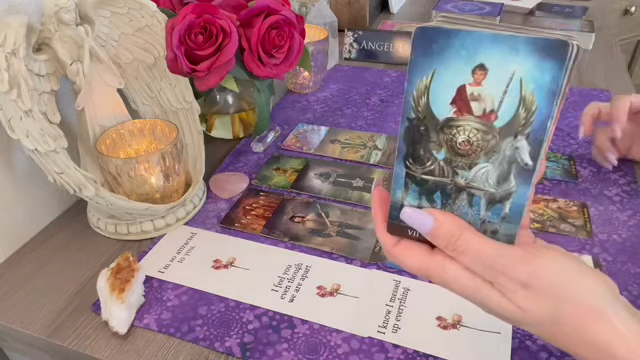 ANGEL
VII
I'm so attracted
to you.
I feel you
even though
we are apart.
I know I messed
up everything.